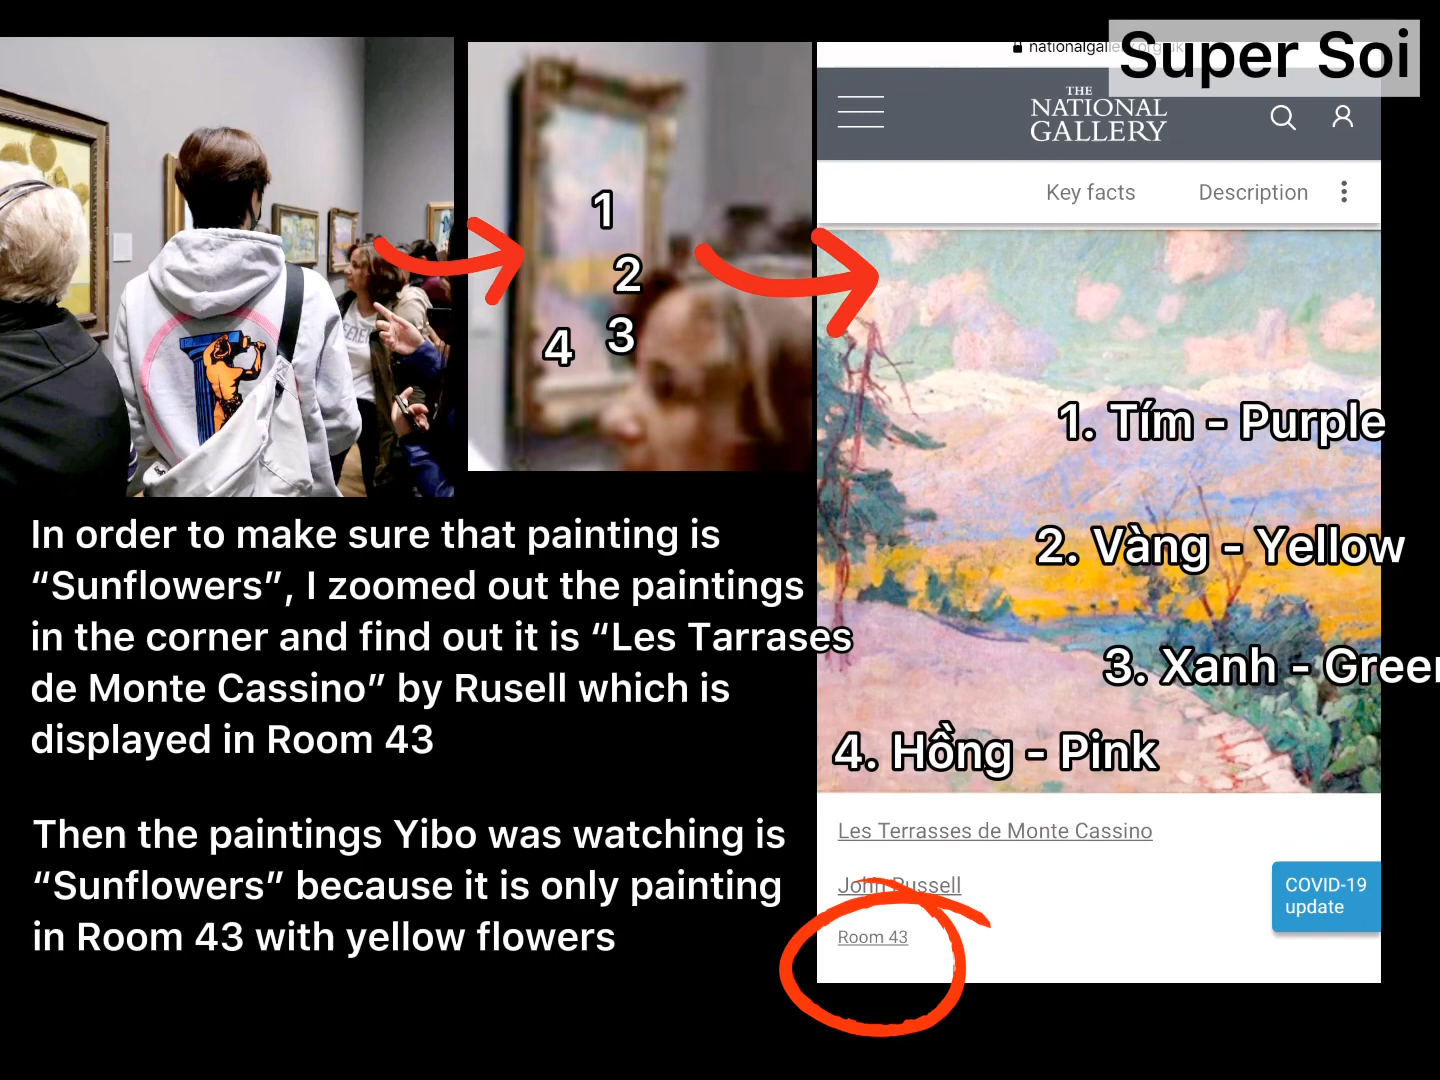 nationalgalle
Super Soi
THE
NATIONAL
GALLERY
Key facts
Description
1
2
3
4
1. Tím - Purple
2. Vàng - Yellow
3. Xanh - Green
4. Hồng - Pink
In order to make sure that painting is
“Sunflowers”, I zoomed out the paintings
in the corner and find out it is “Les Tarrases
de Monte Cassino” by Rusell which is
displayed in Room 43
Then the paintings Yibo was watching is
“Sunflowers” because it is only painting
in Room 43 with yellow flowers
Les Terrasses de Monte Cassino
John Russell
Room 43
COVID-19
update